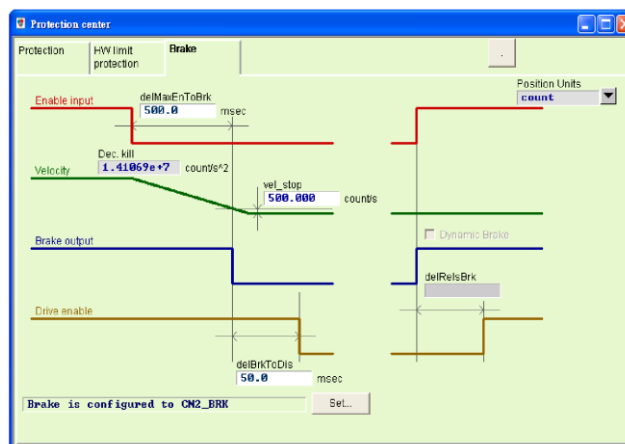 Protection center
Protection
HW limit
protection
Brake
.
Position Units
count
Enable input
delMaxEnToBrk
500.0 msec
Dec. kill
1.41069e+7 count/s^2
Velocity
vel_stop
500.000 count/s
Brake output
Dynamic Brake
delRelsBrk
Drive enable
delBrkToDis
50.0 msec
Brake is configured to CN2_BRK
Set...